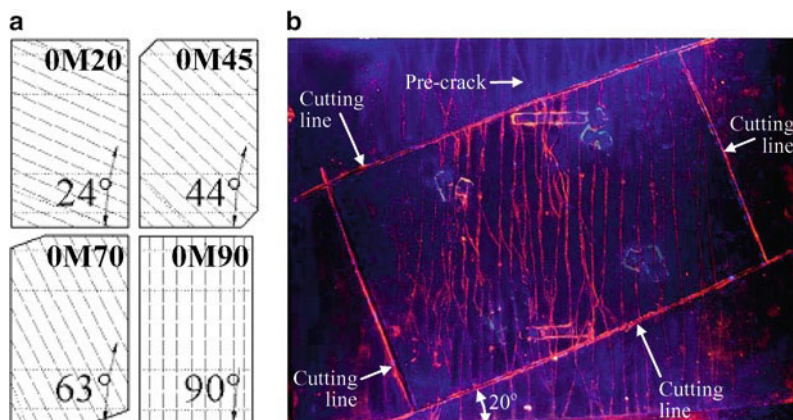 a
0M20
24°
0M45
44°
0M70
63°
0M90
90°
b
Pre-crack
Cutting
line
Cutting
line
Cutting
line
20°
Cutting
line